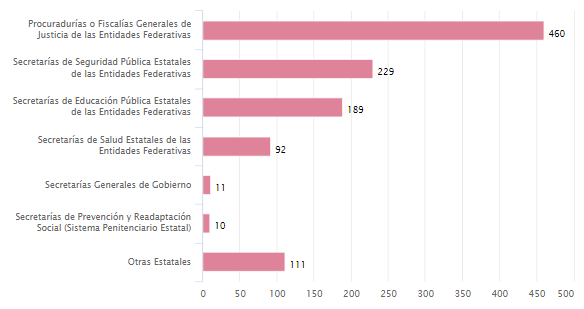 Procuradurías o Fiscalías Generales de
Justicia de las Entidades Federativas
460
Secretarías de Seguridad Pública Estatales
de las Entidades Federativas
229
Secretarías de Educación Pública Estatales
de las Entidades Federativas
189
Secretarías de Salud Estatales de las
Entidades Federativas
92
Secretarías Generales de Gobierno
11
Secretarías de Prevención y Readaptación
Social (Sistema Penitenciario Estatal)
10
Otras Estatales
111
0 50 100 150 200 250 300 350 400 450 500